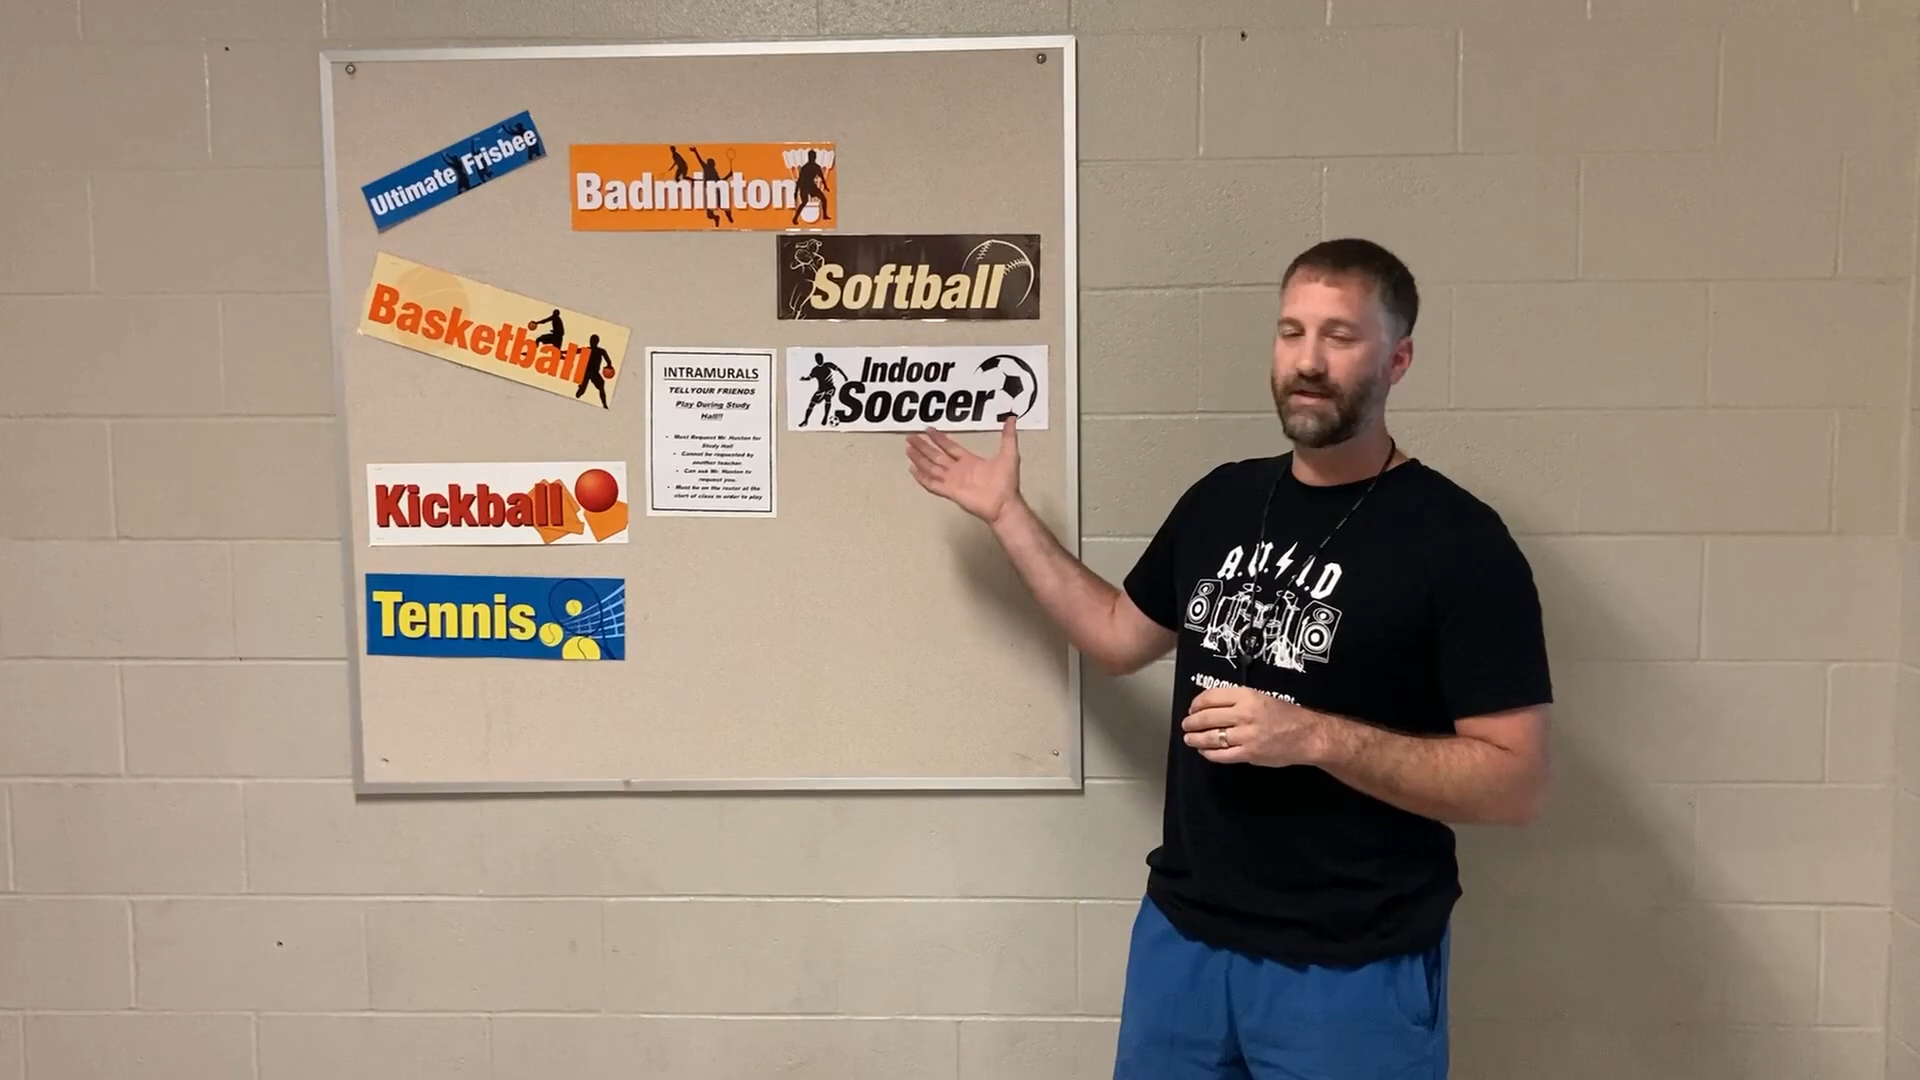 Ultimate Frisbee
Badminton
Softball
Basketball
INTRAMURALS
TELL YOUR FRIENDS
Play During Study
Hall!!
Must Request Mr. Huston for
Study Hall
Cannot be requested by
another teacher.
Can ask Mr. Huston to
request you.
Must be on the roster at the
start of class in order to play
Indoor
Soccer
Kickball
Tennis